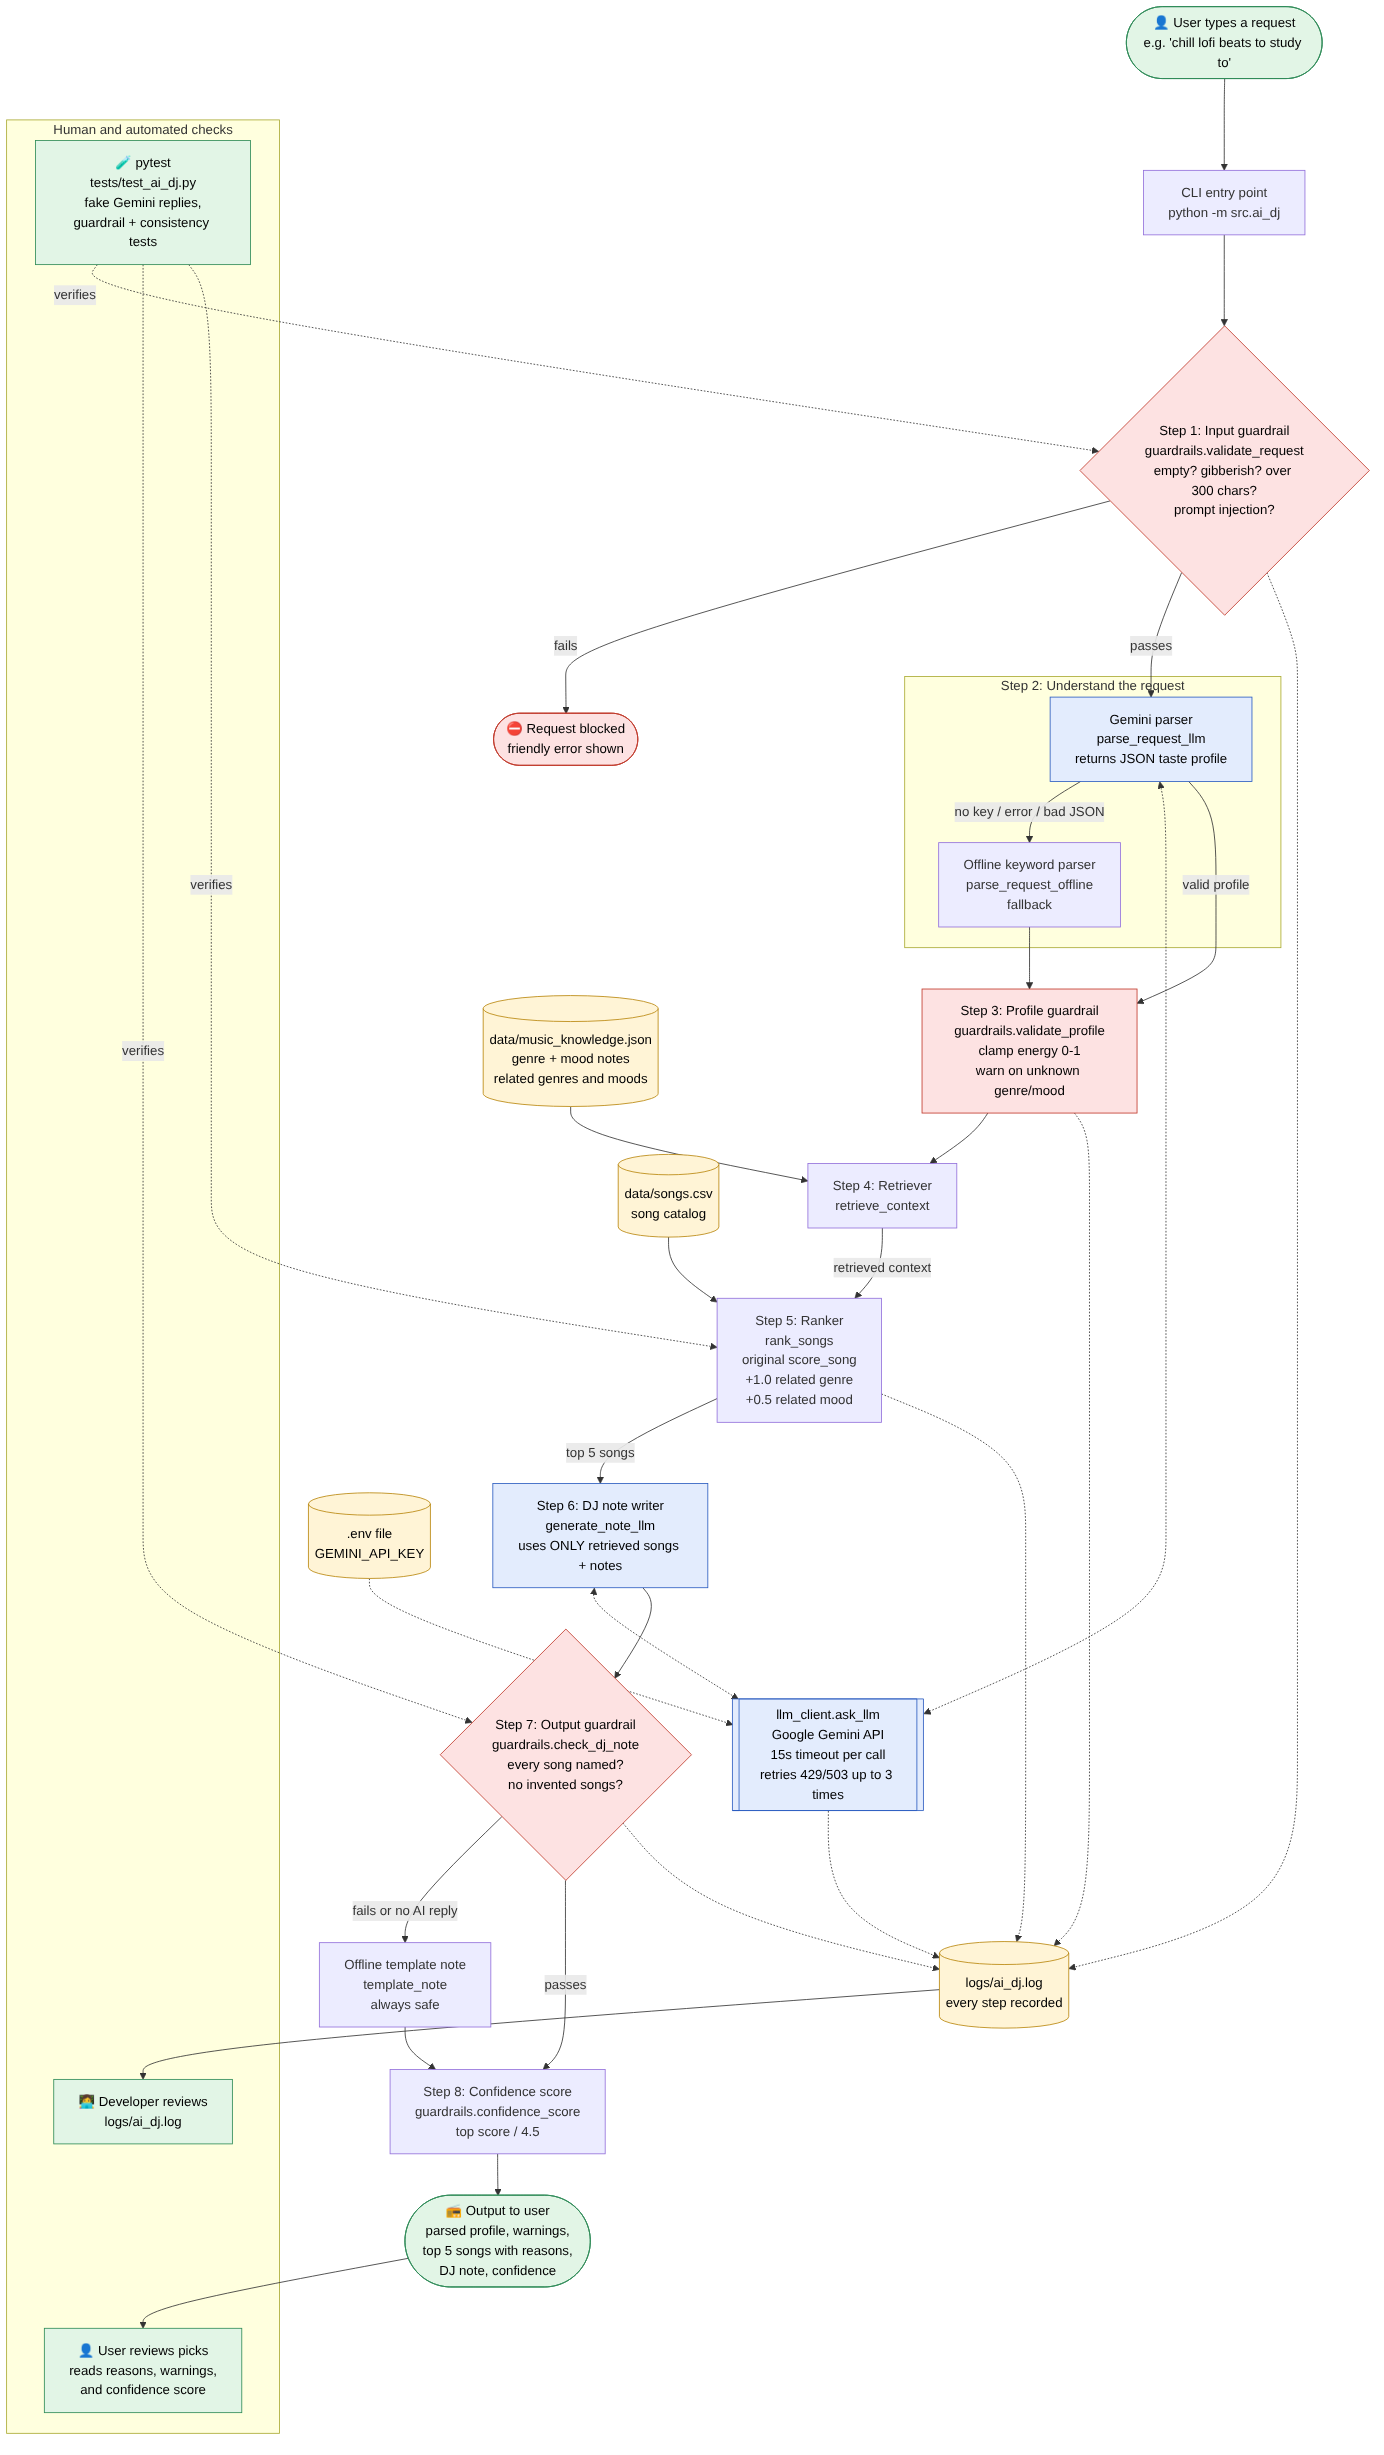 👤 User types a request
e.g. 'chill lofi beats to study
to'
Human and automated checks
🧪 pytest
tests/test_ai_dj.py
fake Gemini replies,
guardrail + consistency
tests
CLI entry point
python -m src.ai_dj
verifies
Step 1: Input guardrail
guardrails.validate_request
empty? gibberish? over
300 chars?
prompt injection?
fails
passes
⛔ Request blocked
friendly error shown
Step 2: Understand the request
Gemini parser
parse_request_llm
returns JSON taste profile
no key / error / bad JSON
Offline keyword parser
parse_request_offline
fallback
valid profile
verifies
verifies
data/music_knowledge.json
genre + mood notes
related genres and moods
Step 3: Profile guardrail
guardrails.validate_profile
clamp energy 0-1
warn on unknown
genre/mood
data/songs.csv
song catalog
Step 4: Retriever
retrieve_context
retrieved context
Step 5: Ranker
rank_songs
original score_song
+1.0 related genre
+0.5 related mood
top 5 songs
.env file
GEMINI_API_KEY
Step 6: DJ note writer
generate_note_llm
uses ONLY retrieved songs
+ notes
Step 7: Output guardrail
guardrails.check_dj_note
every song named?
no invented songs?
llm_client.ask_llm
Google Gemini API
15s timeout per call
retries 429/503 up to 3
times
fails or no AI reply
passes
Offline template note
template_note
always safe
logs/ai_dj.log
every step recorded
👩‍💻 Developer reviews
logs/ai_dj.log
Step 8: Confidence score
guardrails.confidence_score
top score / 4.5
📻 Output to user
parsed profile, warnings,
top 5 songs with reasons,
DJ note, confidence
👤 User reviews picks
reads reasons, warnings,
and confidence score